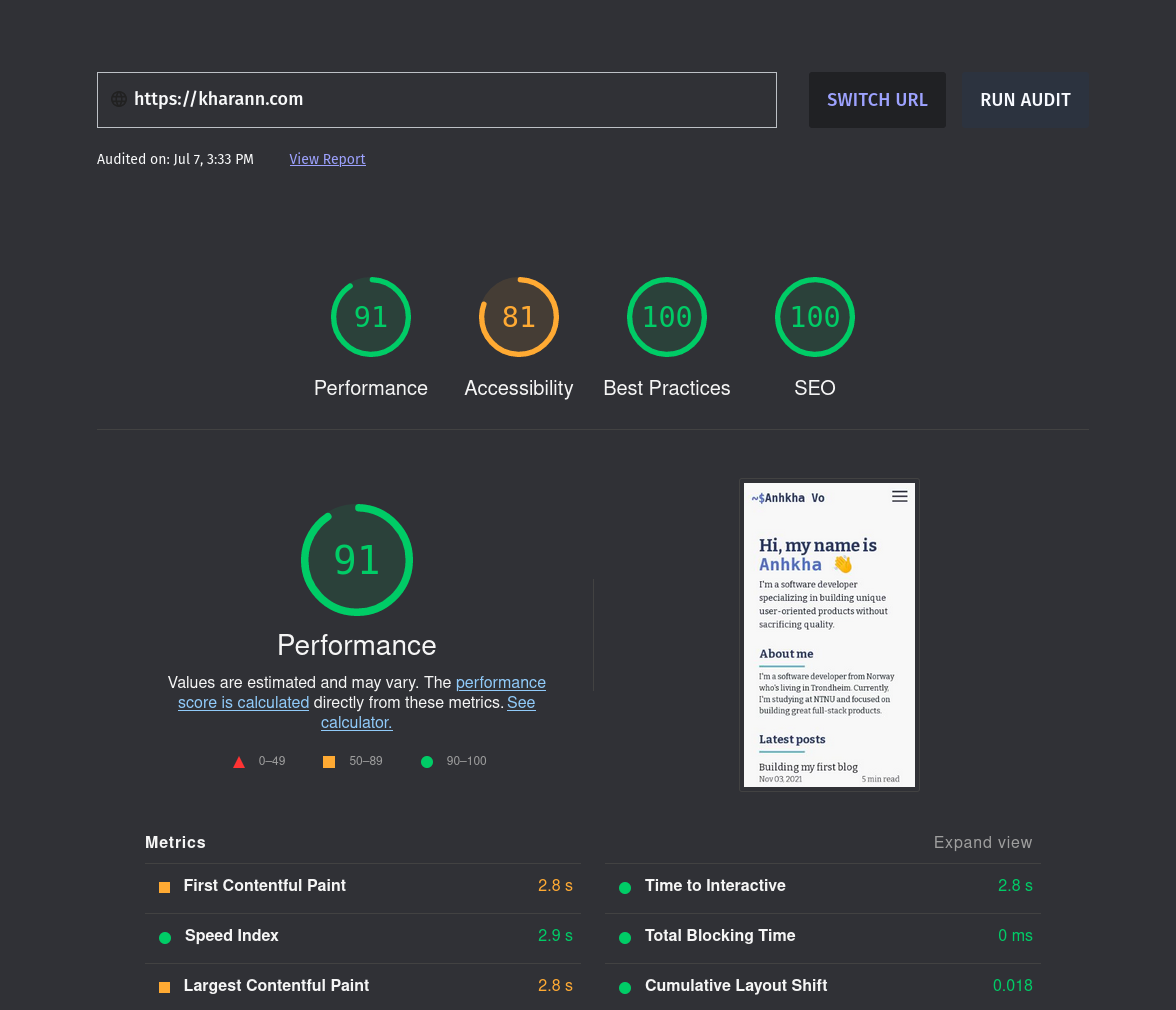 https://kharann.com
SWITCH URL
RUN AUDIT
Audited on: Jul 7, 3:33 PM
View Report
91
81
100
100
Performance
Accessibility
Best Practices
SEO
91
Performance
Values are estimated and may vary. The performance
score is calculated directly from these metrics. See
calculator.
0–49
50–89
90–100
~$Anhkha Vo
Hi, my name is
Anhkha 👋
I'm a software developer
specializing in building unique
user-oriented products without
sacrificing quality.
About me
I'm a software developer from Norway
who's living in Trondheim. Currently,
I'm studying at NTNU and focused on
building great full-stack products.
Latest posts
Building my first blog
Nov 03, 2021
5 min read
Metrics
Expand view
First Contentful Paint
2.8 s
Time to Interactive
2.8 s
Speed Index
2.9 s
Total Blocking Time
0 ms
Largest Contentful Paint
2.8 s
Cumulative Layout Shift
0.018